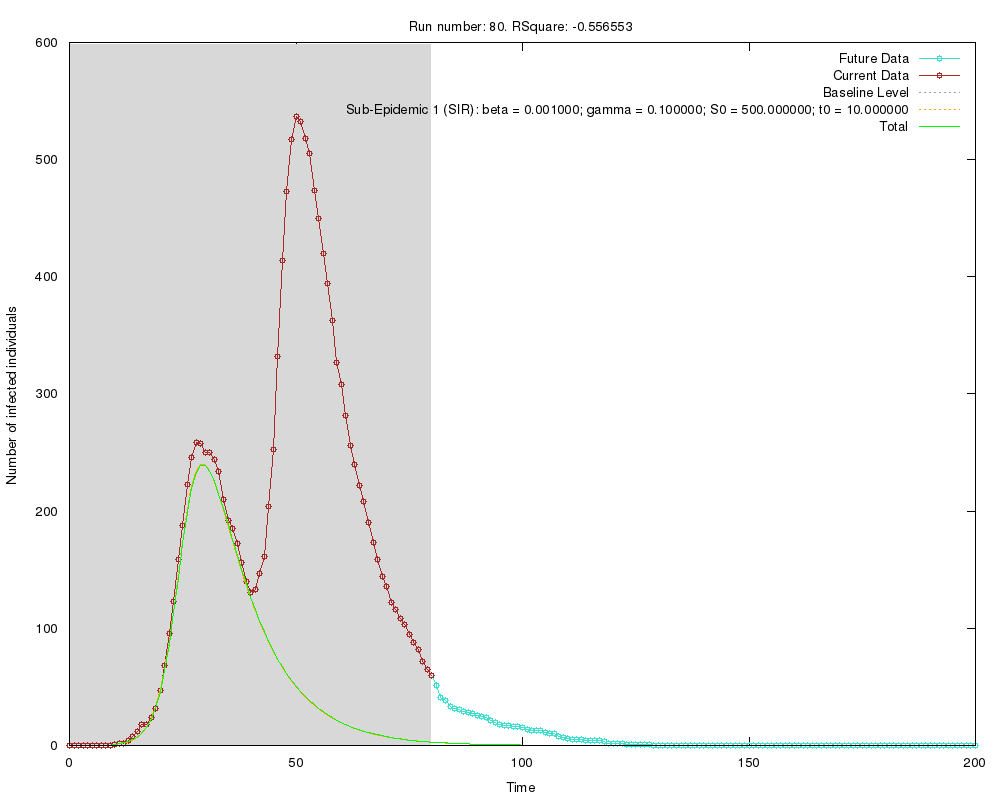 Run number: 80. RSquare: -0.556553
600
500
400
300
200
100
0
0
50
100
150
200
Number of infected individuals
Time
Future Data
Current Data
Baseline Level
Sub-Epidemic 1 (SIR): beta = 0.001000; gamma = 0.100000; S0 = 500.000000; t0 = 10.000000
Total